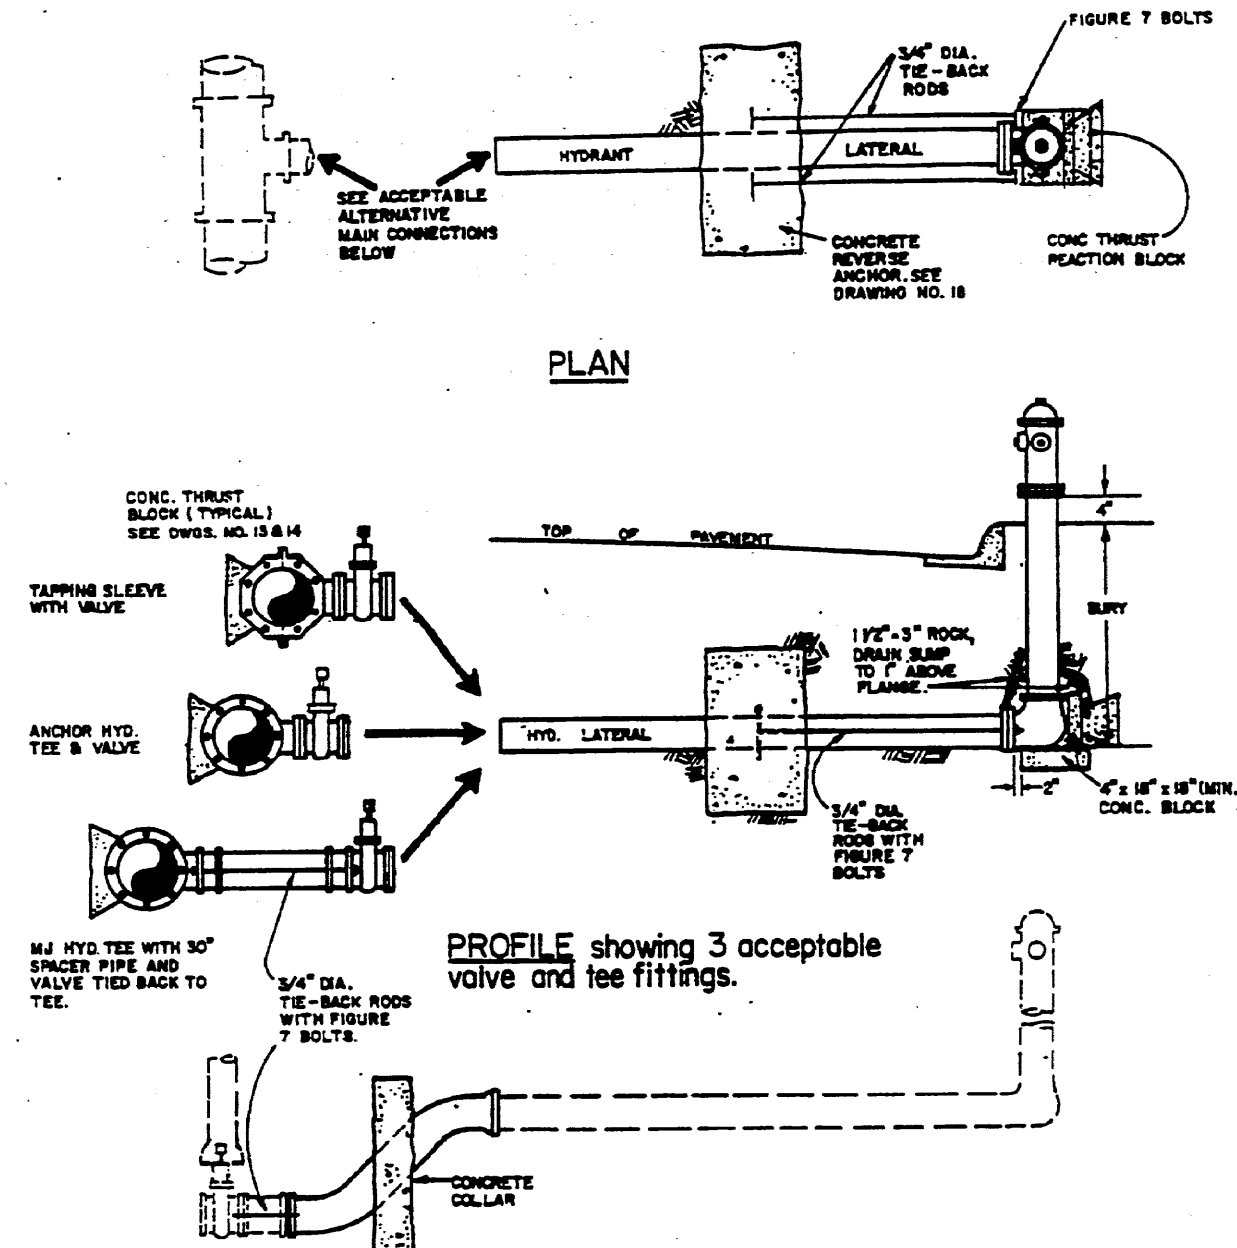 FIGURE 7 BOLTS
3/4" DIA.
TIE-BACK
RODS
HYDRANT
LATERAL
SEE ACCEPTABLE
ALTERNATIVE
MAIN CONNECTIONS
BELOW
CONCRETE
REVERSE
ANCHOR. SEE
DRAWING NO. 18
CONC THRUST
REACTION BLOCK
PLAN
CONC. THRUST
BLOCK (TYPICAL)
SEE DWGS. NO. 13 & 14
TOP OF PAVEMENT
4"
TAPPING SLEEVE
WITH VALVE
BURY
1 1/2"-3" ROCK,
DRAIN SUMP
TO 1" ABOVE
FLANGE.
ANCHOR HYD.
TEE & VALVE
HYD. LATERAL
2"
4" x 18" x 18" (MIN.
CONC. BLOCK
3/4" DIA.
TIE-BACK
RODS WITH
FIGURE 7
BOLTS
MJ HYD. TEE WITH 30"
SPACER PIPE AND
VALVE TIED BACK TO
TEE.
PROFILE showing 3 acceptable
valve and tee fittings.
3/4" DIA.
TIE-BACK RODS
WITH FIGURE
7 BOLTS.
CONCRETE
COLLAR